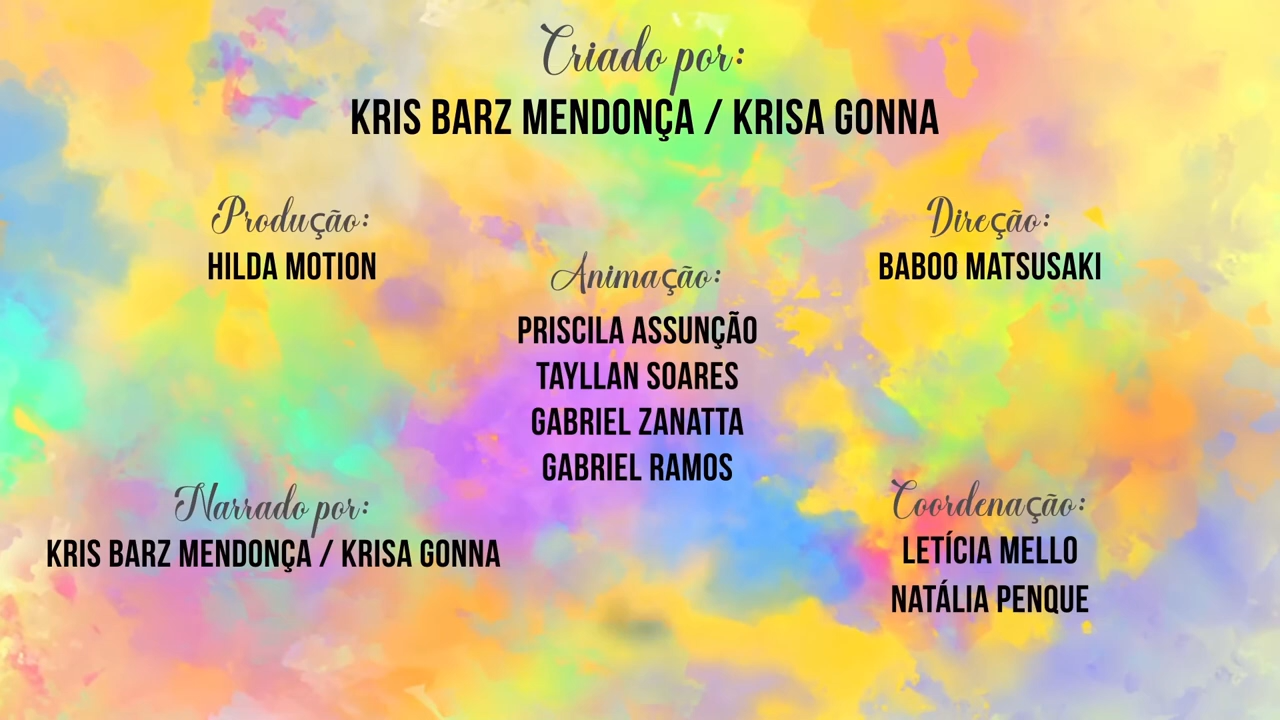 Criado por:
KRIS BARZ MENDONÇA / KRISA GONNA
Produção:
HILDA MOTION
Direção:
BABOO MATSUSAKI
Animação:
PRISCILA ASSUNÇÃO
TAYLLAN SOARES
GABRIEL ZANATTA
GABRIEL RAMOS
Narrado por:
KRIS BARZ MENDONÇA / KRISA GONNA
Coordenação:
LETÍCIA MELLO
NATÁLIA PENQUE